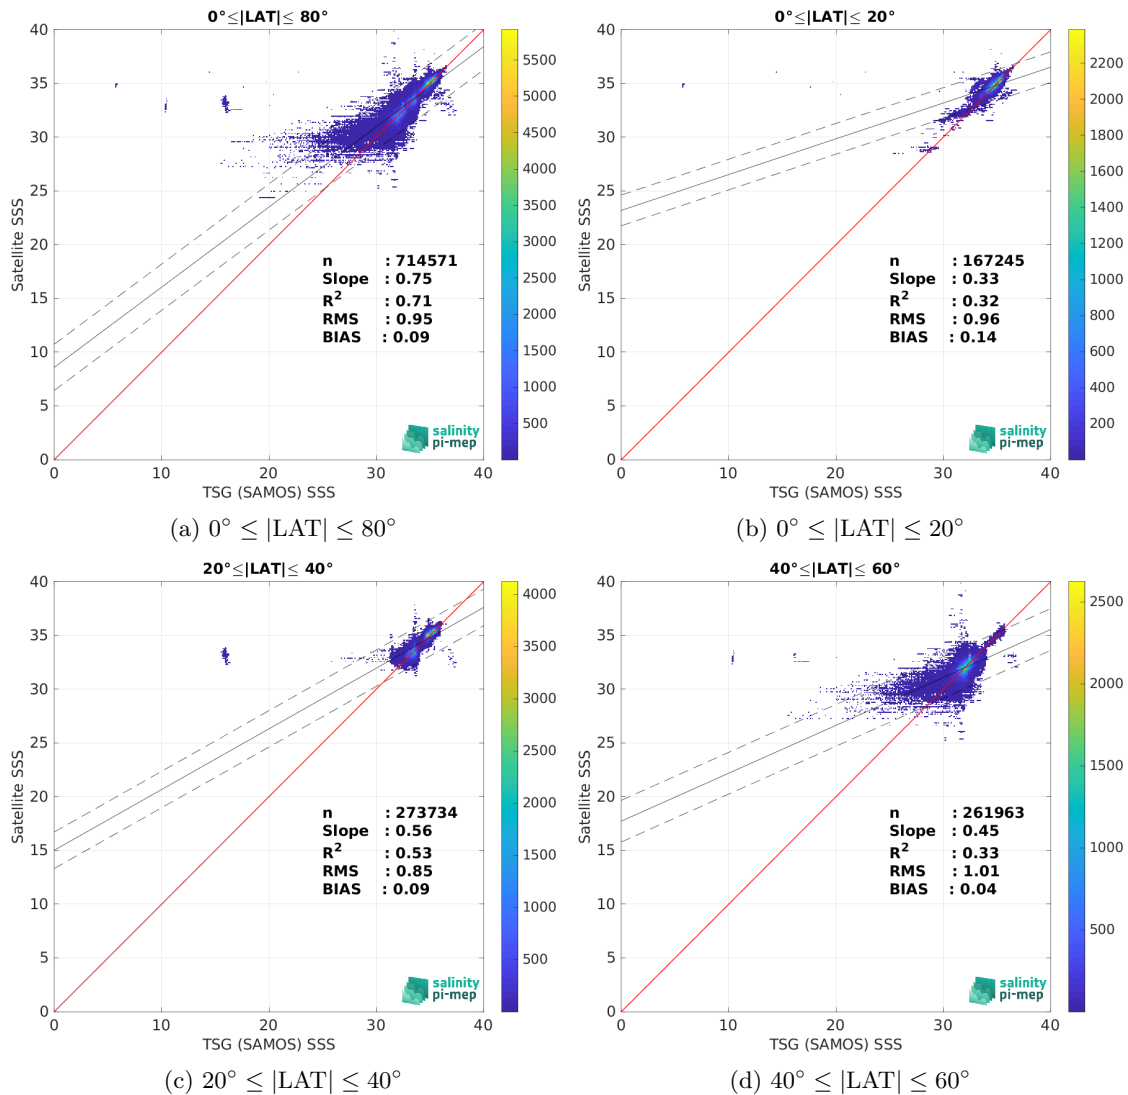 0°≤|LAT|≤ 80°
Satellite SSS
40
35
30
25
20
15
10
5
0
0 10 20 30 40
TSG (SAMOS) SSS
n : 714571
Slope : 0.75
R² : 0.71
RMS : 0.95
BIAS : 0.09
salinity
pi-mep
5500
5000
4500
4000
3500
3000
2500
2000
1500
1000
500
(a) 0° ≤ |LAT| ≤ 80°
0°≤|LAT|≤ 20°
Satellite SSS
40
35
30
25
20
15
10
5
0
0 10 20 30 40
TSG (SAMOS) SSS
n : 167245
Slope : 0.33
R² : 0.32
RMS : 0.96
BIAS : 0.14
salinity
pi-mep
2200
2000
1800
1600
1400
1200
1000
800
600
400
200
(b) 0° ≤ |LAT| ≤ 20°
20°≤|LAT|≤ 40°
Satellite SSS
40
35
30
25
20
15
10
5
0
0 10 20 30 40
TSG (SAMOS) SSS
n : 273734
Slope : 0.56
R² : 0.53
RMS : 0.85
BIAS : 0.09
salinity
pi-mep
4000
3500
3000
2500
2000
1500
1000
500
(c) 20° ≤ |LAT| ≤ 40°
40°≤|LAT|≤ 60°
Satellite SSS
40
35
30
25
20
15
10
5
0
0 10 20 30 40
TSG (SAMOS) SSS
n : 261963
Slope : 0.45
R² : 0.33
RMS : 1.01
BIAS : 0.04
salinity
pi-mep
2500
2000
1500
1000
500
(d) 40° ≤ |LAT| ≤ 60°